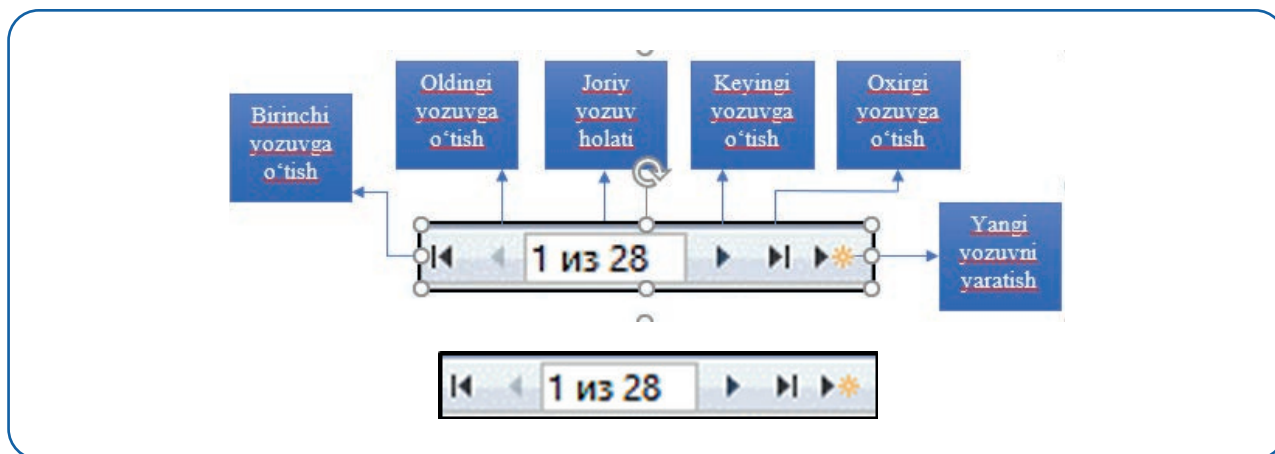 Birinchi
yozuvga
o‘tish
Oldingi
yozuvga
o‘tish
Joriy
yozuv
holati
Keyingi
yozuvga
o‘tish
Oxirgi
yozuvga
o‘tish
Yangi
yozuvni
yaratish
1 из 28
1 из 28